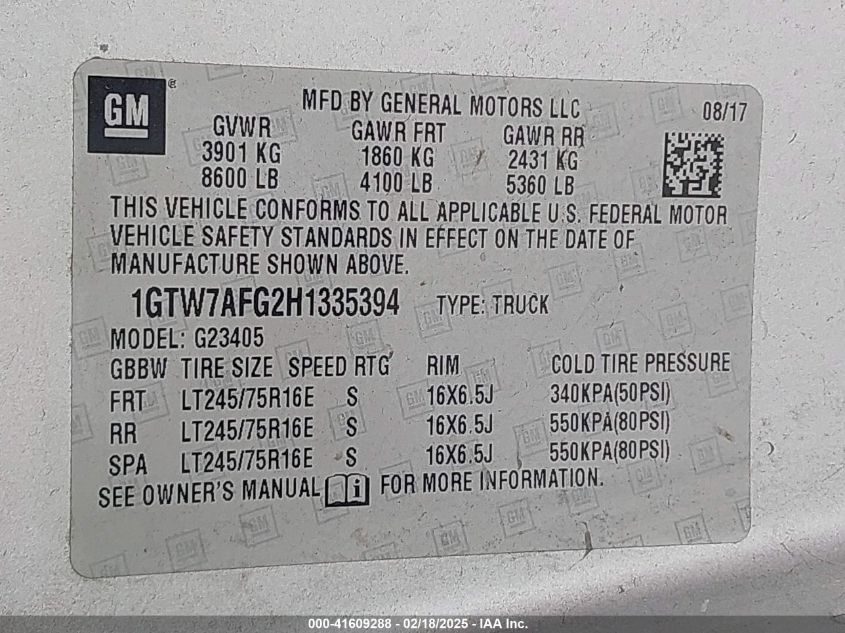 GM ®
MFD BY GENERAL MOTORS LLC
08/17
GVWR GAWR FRT GAWR RR
3901 KG 1860 KG 2431 KG
8600 LB 4100 LB 5360 LB
THIS VEHICLE CONFORMS TO ALL APPLICABLE U.S. FEDERAL MOTOR
VEHICLE SAFETY STANDARDS IN EFFECT ON THE DATE OF
MANUFACTURE SHOWN ABOVE.
1GTW7AFG2H1335394 TYPE: TRUCK
MODEL: G23405
GBBW TIRE SIZE SPEED RTG RIM COLD TIRE PRESSURE
FRT LT245/75R16E S 16X6.5J 340KPA(50PSI)
RR LT245/75R16E S 16X6.5J 550KPA(80PSI)
SPA LT245/75R16E S 16X6.5J 550KPA(80PSI)
SEE OWNER'S MANUAL i FOR MORE INFORMATION.
000-41609288 - 02/18/2025 - IAA Inc.